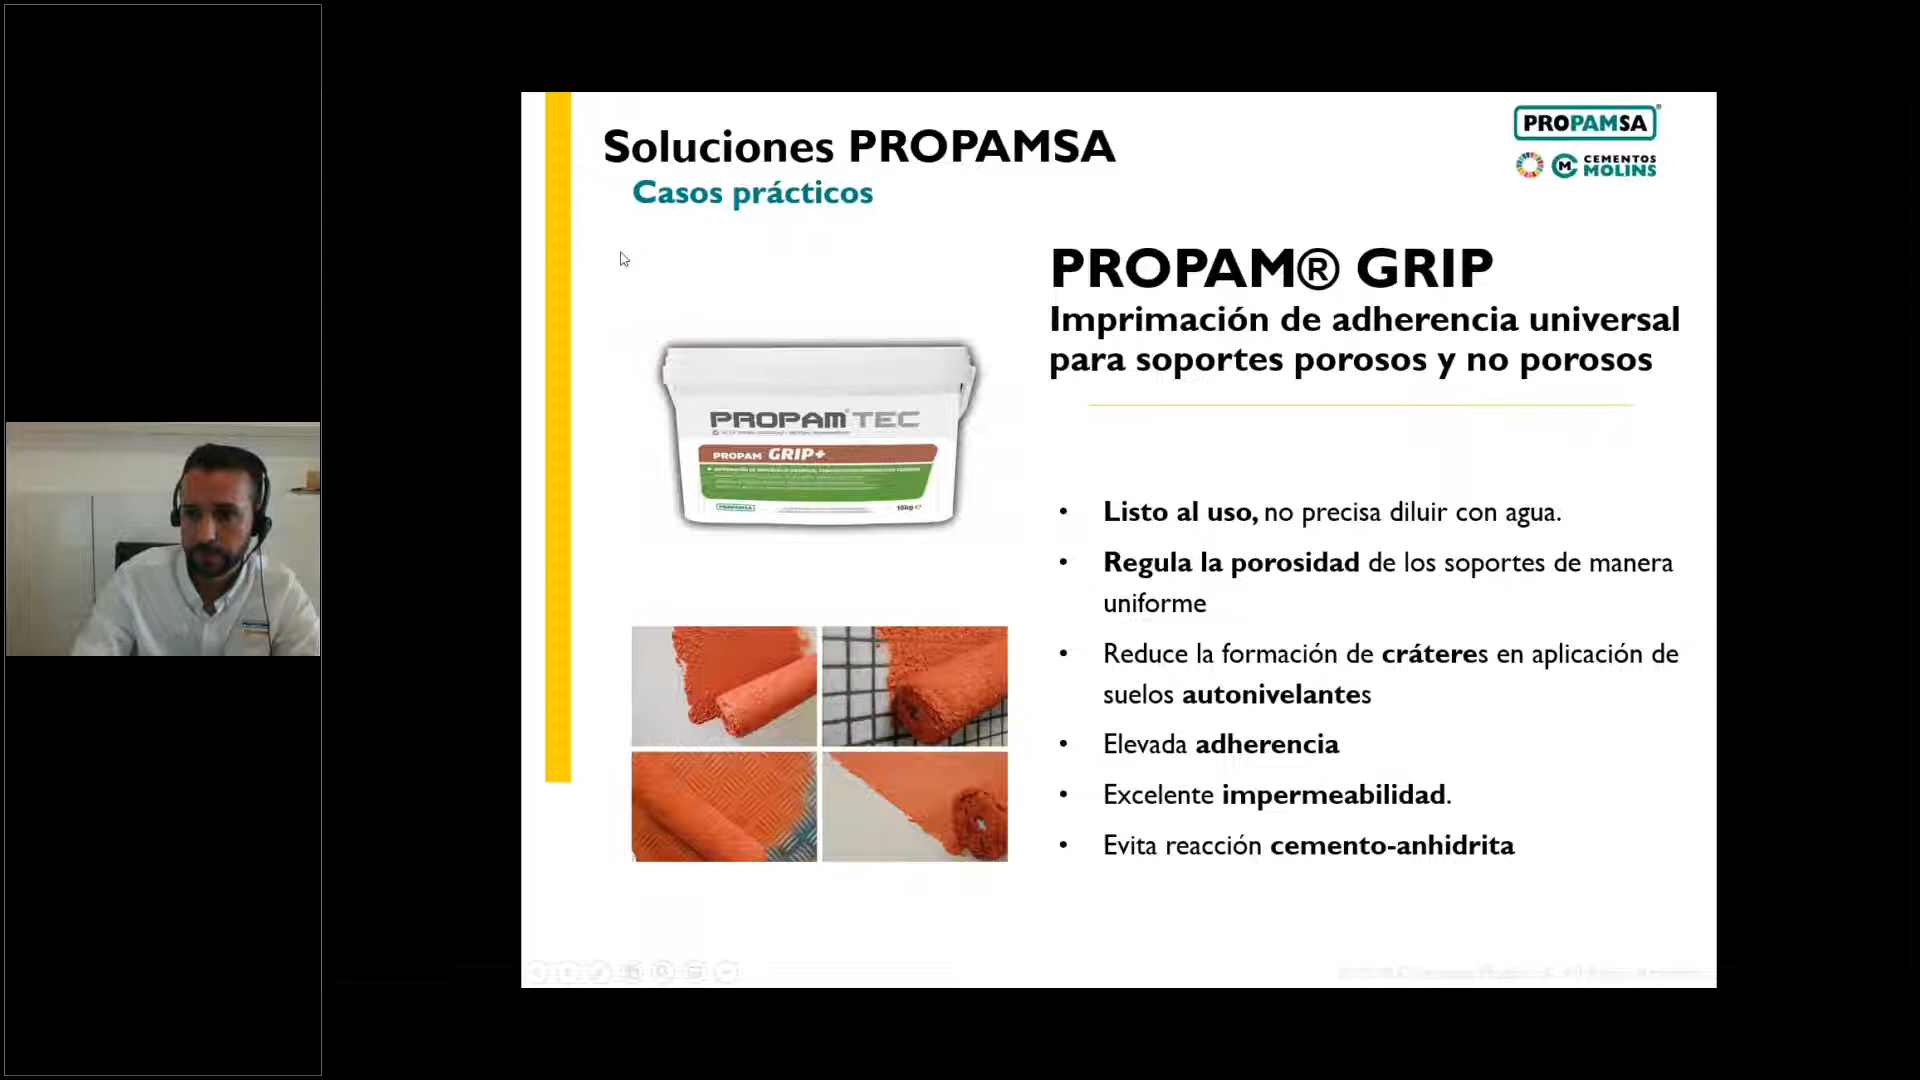 Soluciones PROPAMSA
Casos prácticos
PROPAMSA
CEMENTOS
MOLINS
PROPAM® GRIP
Imprimación de adherencia universal
para soportes porosos y no porosos
PROPAM® TEC
PROPAM® GRIP+
PROPAMSA
15kg
• Listo al uso, no precisa diluir con agua.
• Regula la porosidad de los soportes de manera
uniforme
• Reduce la formación de cráteres en aplicación de
suelos autonivelantes
• Elevada adherencia
• Excelente impermeabilidad.
• Evita reacción cemento-anhidrita